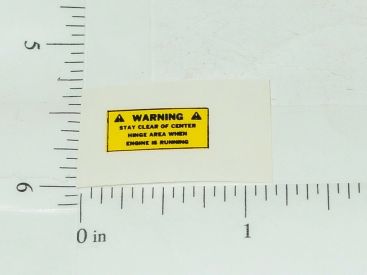 5
⚠ WARNING ⚠
STAY CLEAR OF CENTER
HINGE AREA WHEN
ENGINE IS RUNNING
6
0 in
1